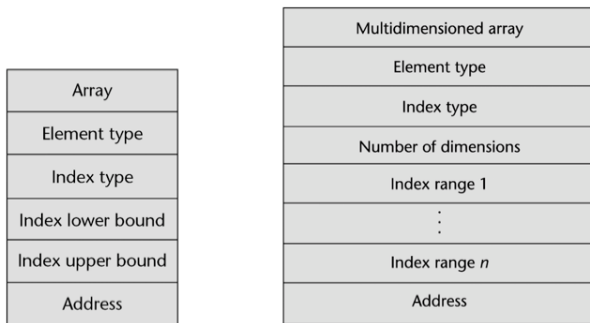 Array
Element type
Index type
Index lower bound
Index upper bound
Address
Multidimensioned array
Element type
Index type
Number of dimensions
Index range 1
⋮
Index range n
Address